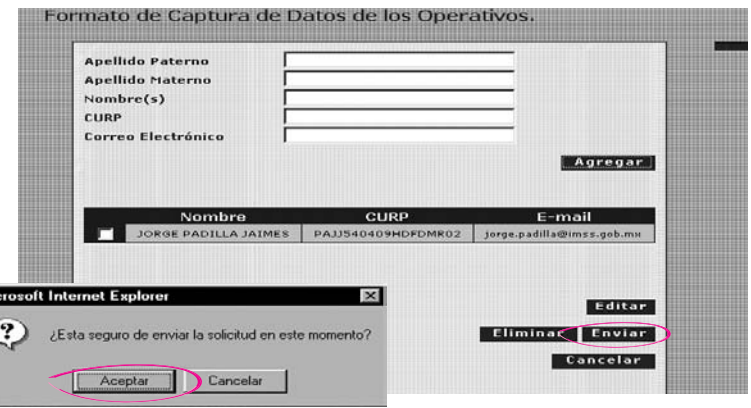 Formato de Captura de Datos de los Operativos.
Apellido Paterno
Apellido Materno
Nombre(s)
CURP
Correo Electrónico
Agregar
Nombre CURP E-mail
JORGE PADILLA JAIMES PAJJ540409HDFDMR02 jorge.padilla@imss.gob.mx
Editar
Eliminar Enviar
Cancelar
erosoft Internet Explorer
¿Esta seguro de enviar la solicitud en este momento?
Aceptar Cancelar